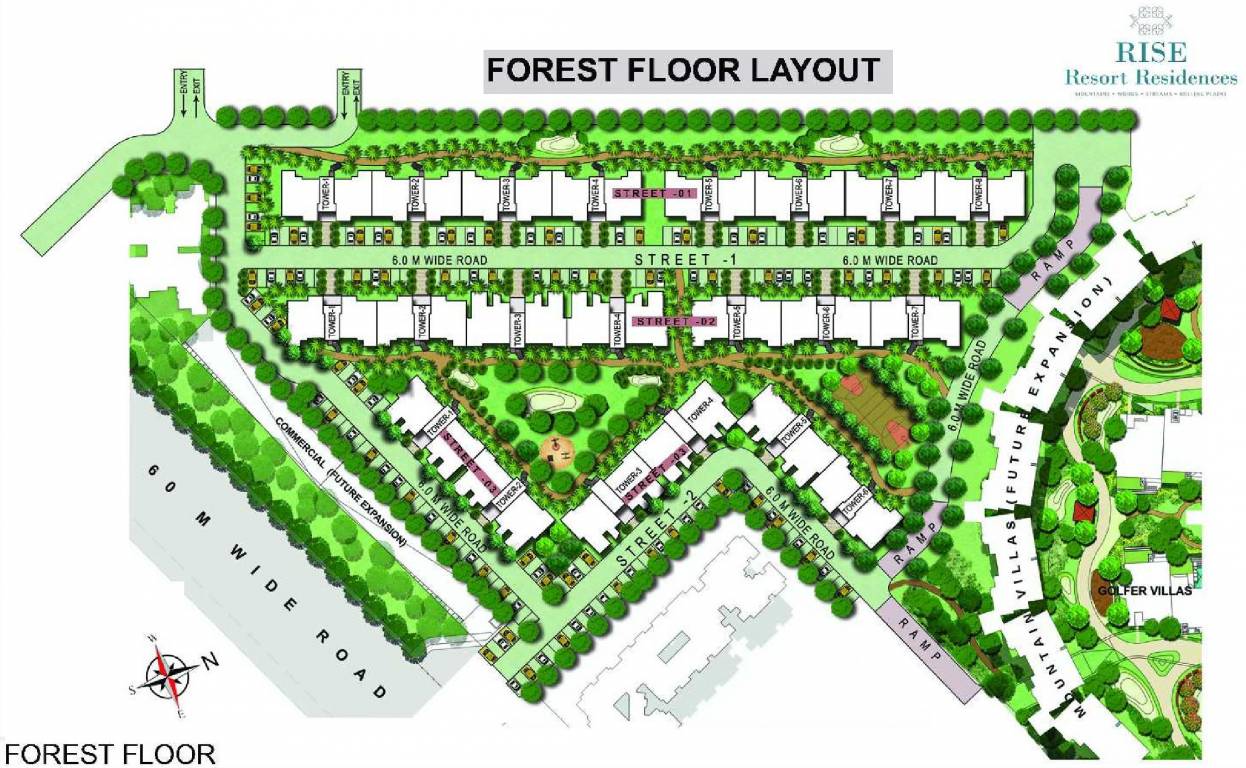 FOREST FLOOR LAYOUT
RISE
Resort Residences
MOUNTAINS • WOODS • STREAMS • ROLLING PLAINS
ENTRY
EXIT
ENTRY
EXIT
TOWER-1
TOWER-2
TOWER-3
TOWER-4
STREET -01
TOWER-5
TOWER-6
TOWER-7
TOWER-8
6.0 M WIDE ROAD
STREET -1
6.0 M WIDE ROAD
RAMP
TOWER-1
TOWER-2
TOWER-3
TOWER-4
STREET -02
TOWER-5
TOWER-6
TOWER-7
6.0 M WIDE ROAD
TOWER-1
STREET -03
TOWER-2
TOWER-3
STREET -03
TOWER-4
TOWER-5
TOWER-6
H
COMMERCIAL (FUTURE EXPANSION)
6.0 M WIDE ROAD
STREET -2
6.0 M WIDE ROAD
RAMP
RAMP
MOUNTAIN VILLAS (FUTURE EXPANSION)
GOLFER VILLAS
60 M WIDE ROAD
W
N
S
E
FOREST FLOOR